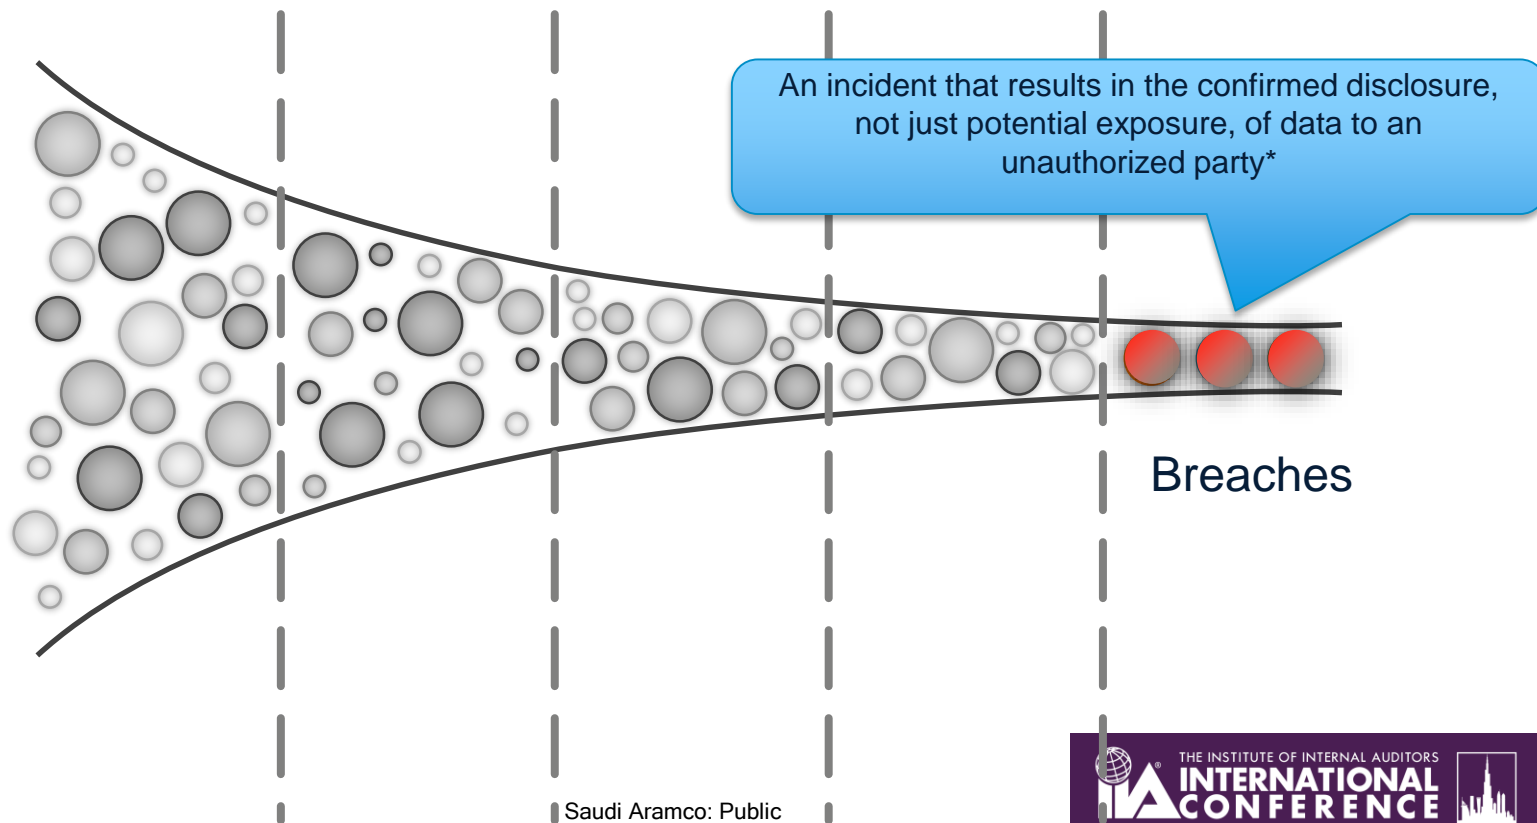 An incident that results in the confirmed disclosure,
not just potential exposure, of data to an
unauthorized party*
Breaches
Saudi Aramco: Public
IIA®
THE INSTITUTE OF INTERNAL AUDITORS
INTERNATIONAL
CONFERENCE